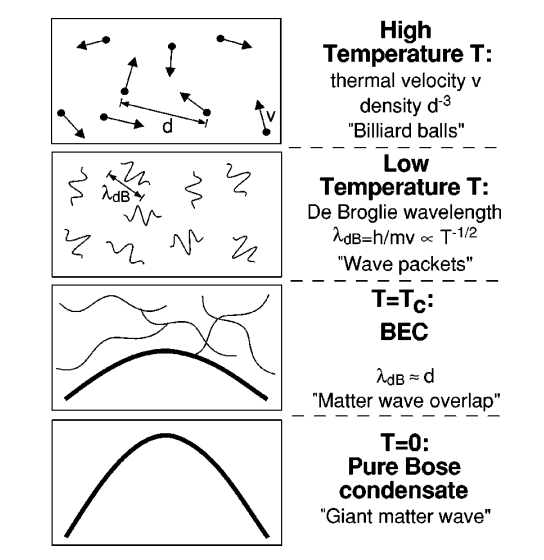 High
Temperature T:
thermal velocity v
density d⁻³
"Billiard balls"
v
d
Low
Temperature T:
De Broglie wavelength
λdB=h/mv ∝ T⁻¹/²
"Wave packets"
λdB
T=Tc:
BEC
λdB ≈ d
"Matter wave overlap"
T=0:
Pure Bose
condensate
"Giant matter wave"